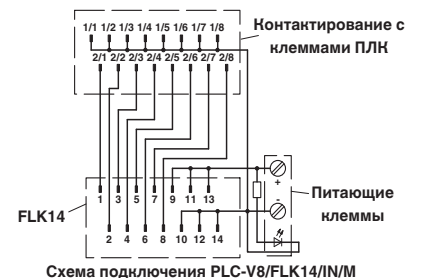 1/1 1/2 1/3 1/4 1/5 1/6 1/7 1/8
Контактирование с
клеммами ПЛК
2/1 2/2 2/3 2/4 2/5 2/6 2/7 2/8
+
Питающие
клеммы
-
FLK14
1 3 5 7 9 11 13
2 4 6 8 10 12 14
Схема подключения PLC-V8/FLK14/IN/M